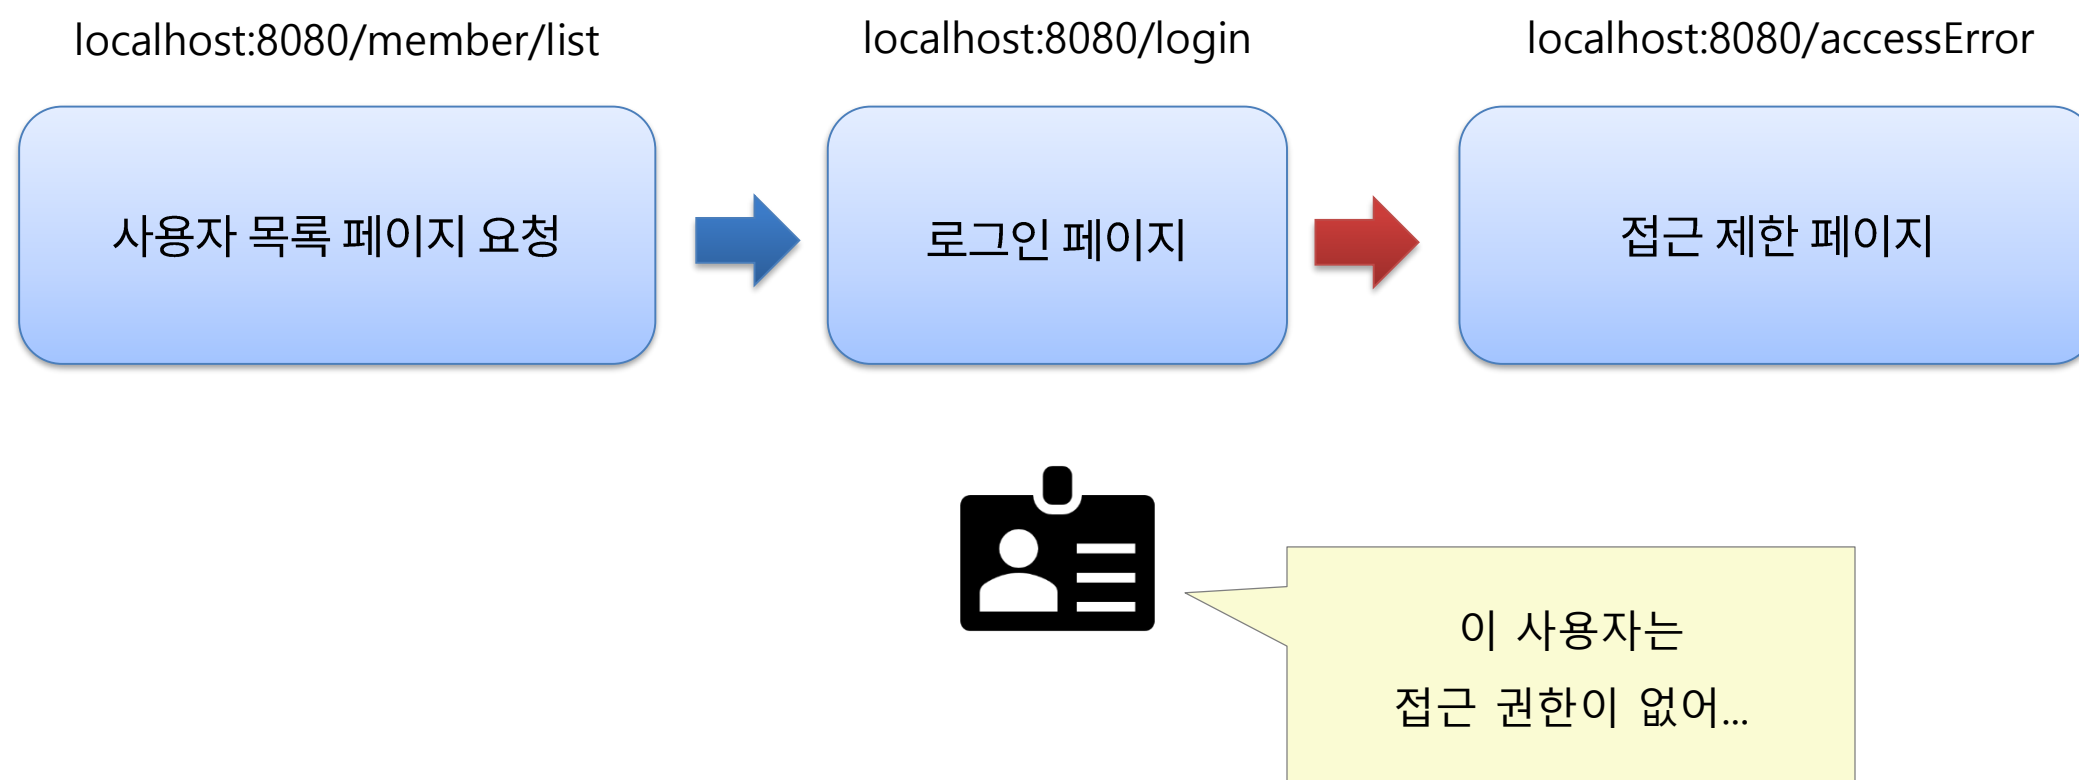 localhost:8080/member/list
localhost:8080/login
localhost:8080/accessError
사용자 목록 페이지 요청
로그인 페이지
접근 제한 페이지
이 사용자는
접근 권한이 없어...